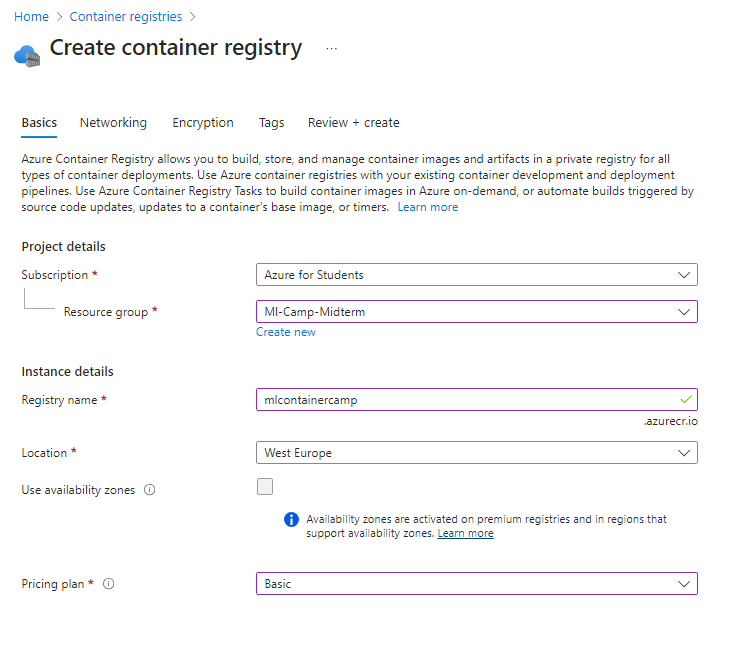 Home > Container registries >
Create container registry ...
Basics Networking Encryption Tags Review + create
Azure Container Registry allows you to build, store, and manage container images and artifacts in a private registry for all
types of container deployments. Use Azure container registries with your existing container development and deployment
pipelines. Use Azure Container Registry Tasks to build container images in Azure on-demand, or automate builds triggered by
source code updates, updates to a container's base image, or timers. Learn more
Project details
Subscription * Azure for Students
Resource group * Ml-Camp-Midterm
Create new
Instance details
Registry name * mlcontainercamp
.azurecr.io
Location * West Europe
Use availability zones
Availability zones are activated on premium registries and in regions that
support availability zones. Learn more
Pricing plan * Basic